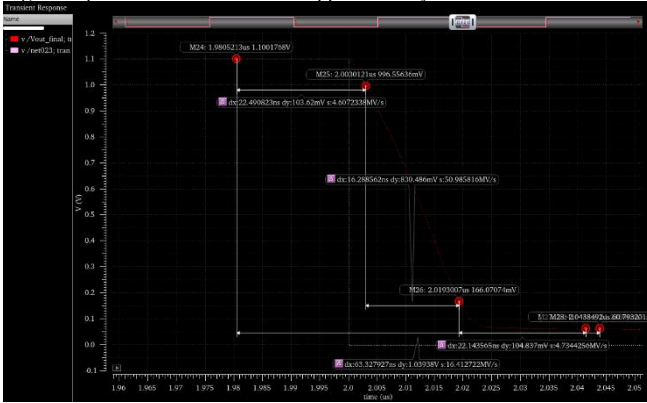 Transient Response
Name
v /Vout_final; tr
v /net023; tran
1.2
1.1
1.0
0.9
0.8
0.7
0.6
0.5
0.4
0.3
0.2
0.1
0.0
-0.1
V (V)
M24: 1.9805213us 1.1001768V
M25: 2.0030121us 996.55636mV
dx:22.490823ns dy:103.62mV s:4.6072338MV/s
dx:16.288562ns dy:830.486mV s:50.985816MV/s
M26: 2.0193007us 166.07074mV
M28: 2.0438492us 60.793201
dx:22.143565ns dy:104.837mV s:4.7344256MV/s
dx:63.327927ns dy:1.03938V s:16.412722MV/s
1.96 1.965 1.97 1.975 1.98 1.985 1.99 1.995 2.0 2.005 2.01 2.015 2.02 2.025 2.03 2.035 2.04 2.045 2.05
time (us)